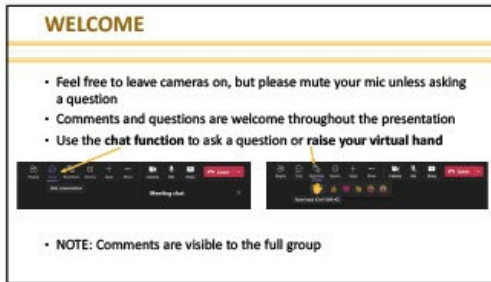 WELCOME
• Feel free to leave cameras on, but please mute your mic unless asking
a question
• Comments and questions are welcome throughout the presentation
• Use the chat function to ask a question or raise your virtual hand
Meeting chat
• NOTE: Comments are visible to the full group